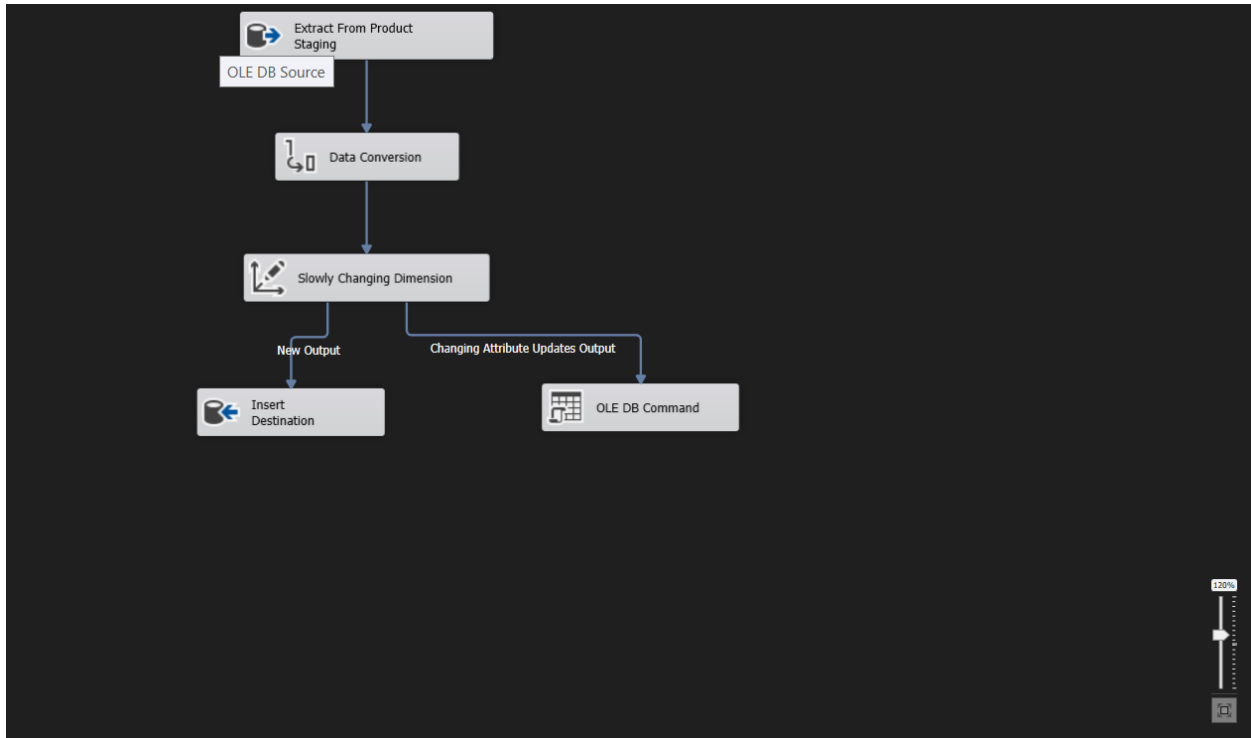 Extract From Product
Staging
OLE DB Source
Data Conversion
Slowly Changing Dimension
New Output
Changing Attribute Updates Output
Insert
Destination
OLE DB Command
120%